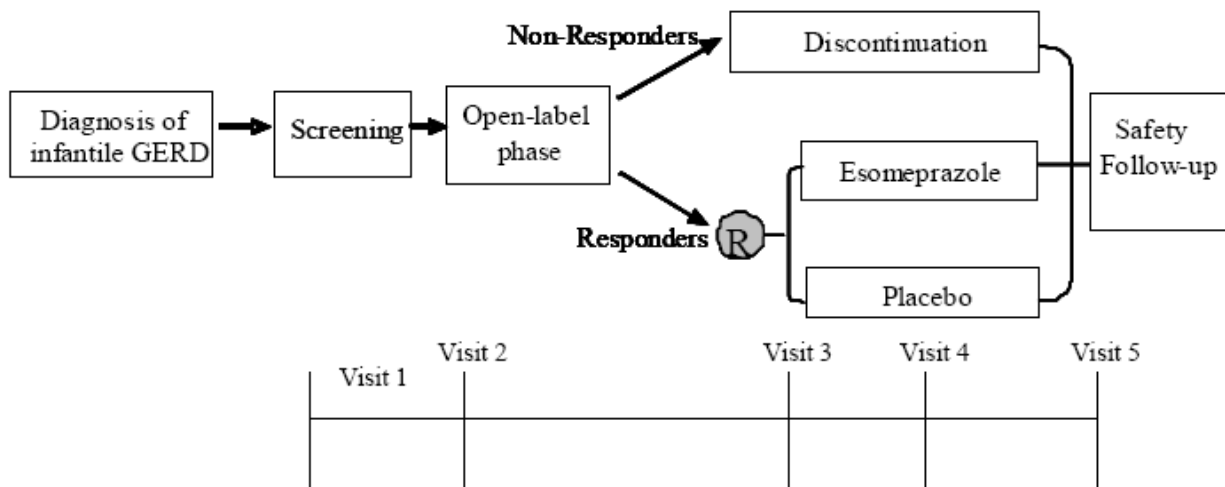 Non-Responders
Discontinuation
Diagnosis of
infantile GERD
Screening
Open-label
phase
Esomeprazole
Safety
Follow-up
Responders
R
Placebo
Visit 1
Visit 2
Visit 3
Visit 4
Visit 5